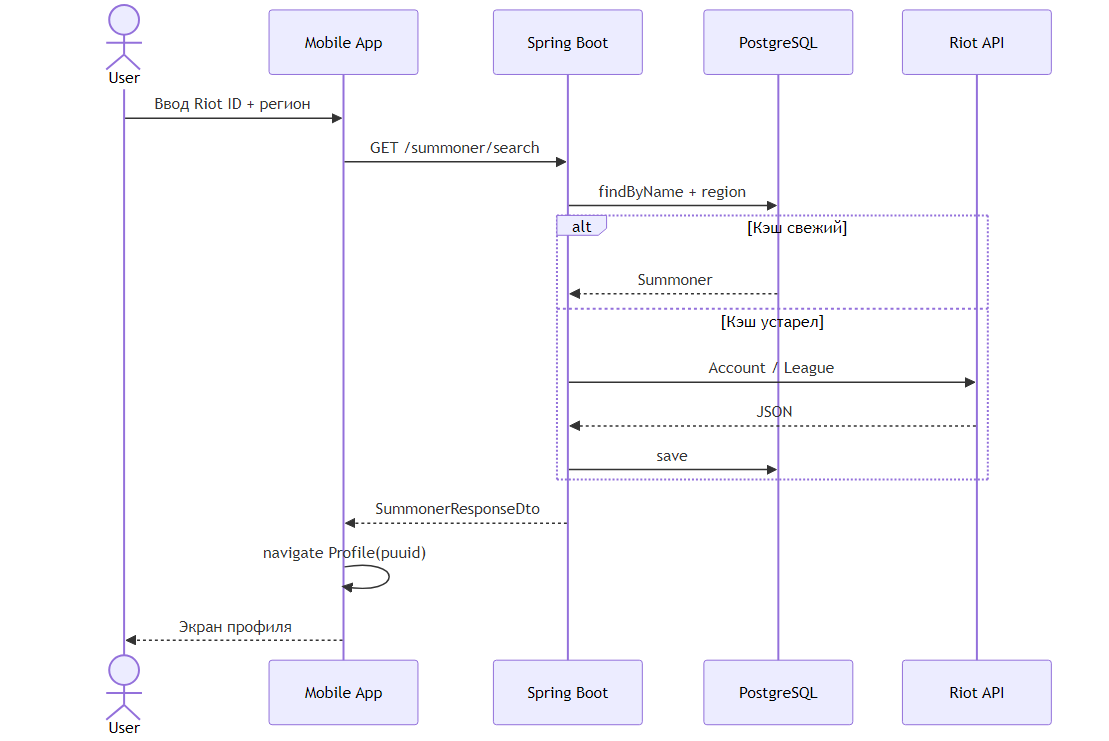 User
Mobile App
Spring Boot
PostgreSQL
Riot API
Ввод Riot ID + регион
GET /summoner/search
findByName + region
alt
[Кэш свежий]
Summoner
[Кэш устарел]
Account / League
JSON
save
SummonerResponseDto
navigate Profile(puuid)
Экран профиля
User
Mobile App
Spring Boot
PostgreSQL
Riot API